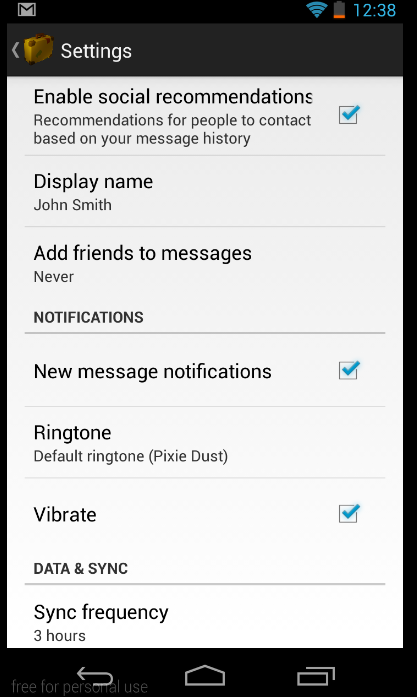 12:38
Settings
Enable social recommendations
Recommendations for people to contact
based on your message history
Display name
John Smith
Add friends to messages
Never
NOTIFICATIONS
New message notifications
Ringtone
Default ringtone (Pixie Dust)
Vibrate
DATA & SYNC
Sync frequency
3 hours
free for personal use